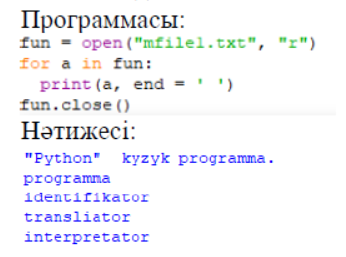 Программасы:
fun = open("mfile1.txt", "r")
for a in fun:
print(a, end = ' ')
fun.close()
Нәтижесі:
"Python" kyzyk programma.
programma
identifikator
transliator
interpretator